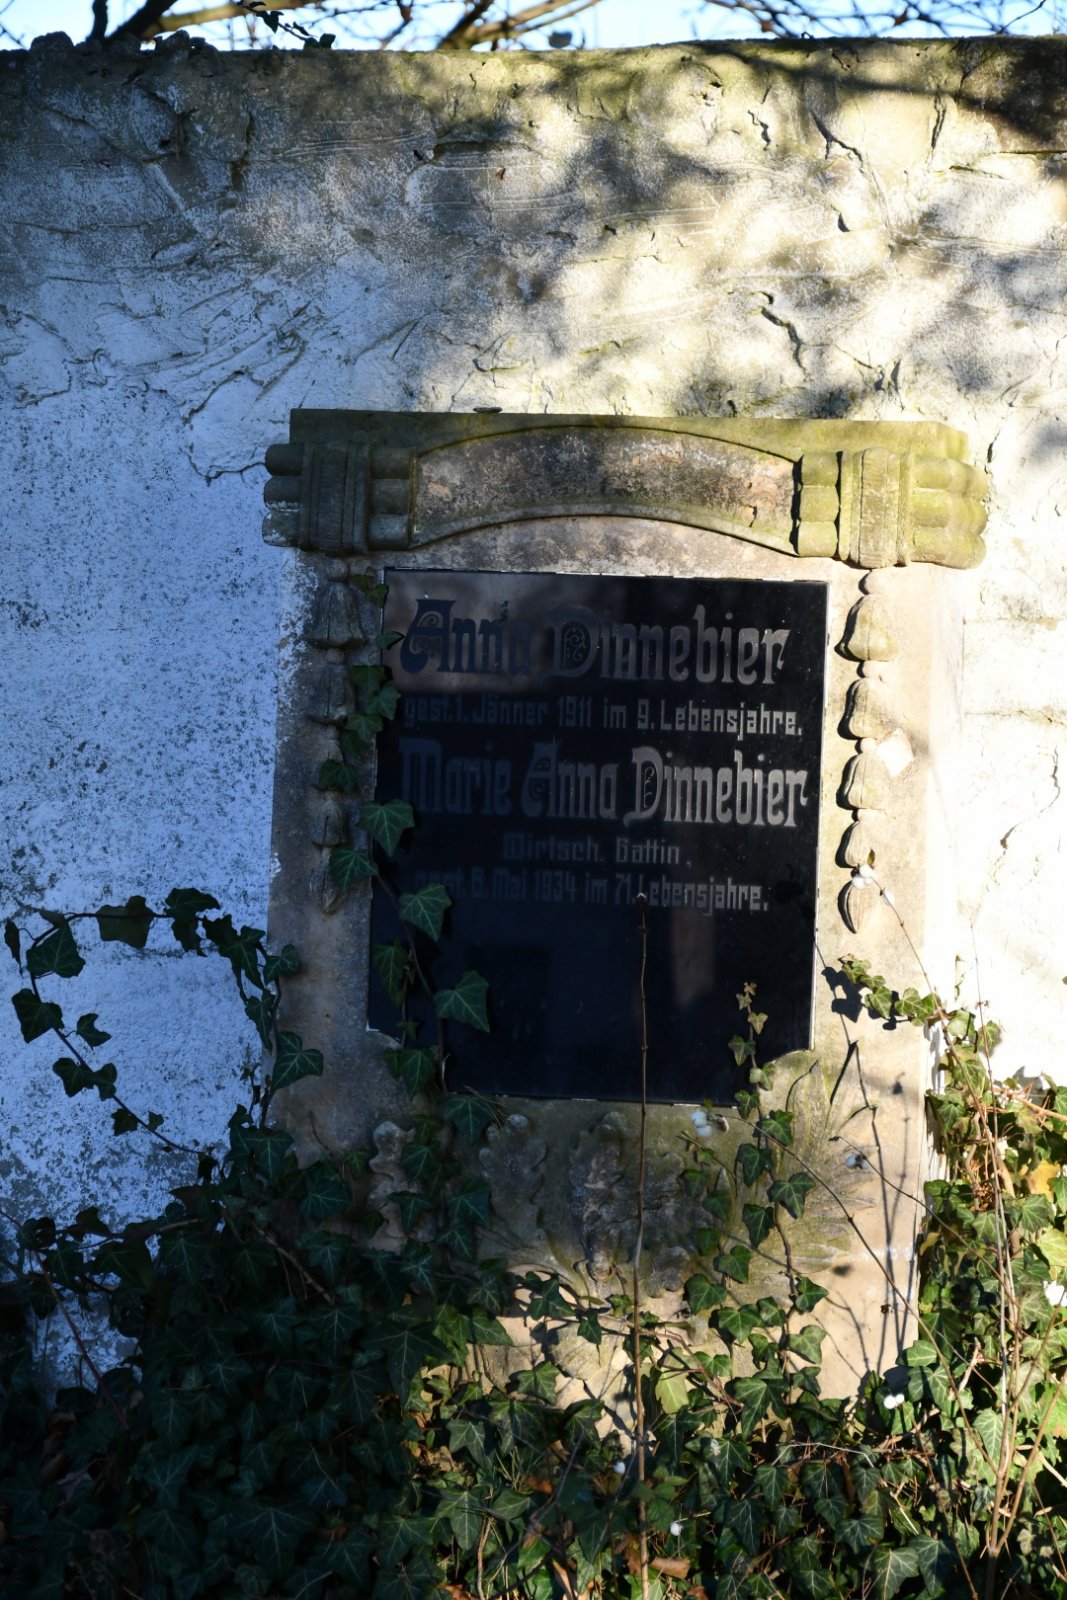 Anna Dinnebier
gest. 1. Jänner 1911 im 9. Lebensjahre.
Marie Anna Dinnebier
Wirtsch. Gattin.
gest. 6. Mai 1934 im 71. Lebensjahre.